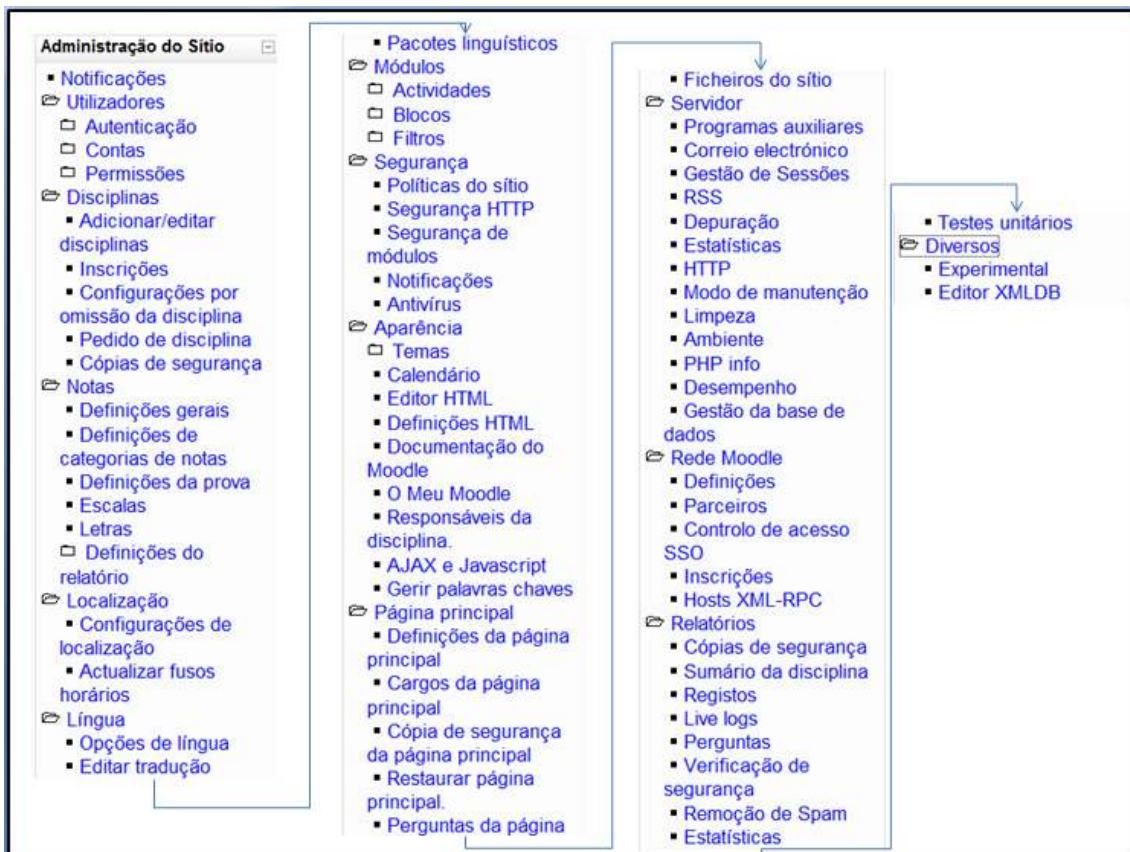 Administração do Sítio
Notificações
Utilizadores
Autenticação
Contas
Permissões
Disciplinas
Adicionar/editar
disciplinas
Inscrições
Configurações por
omissão da disciplina
Pedido de disciplina
Cópias de segurança
Notas
Definições gerais
Definições de
categorias de notas
Definições da prova
Escalas
Letras
Definições do
relatório
Localização
Configurações de
localização
Actualizar fusos
horários
Língua
Opções de língua
Editar tradução
Pacotes linguísticos
Módulos
Actividades
Blocos
Filtros
Segurança
Políticas do sítio
Segurança HTTP
Segurança de
módulos
Notificações
Antivírus
Aparência
Temas
Calendário
Editor HTML
Definições HTML
Documentação do
Moodle
O Meu Moodle
Responsáveis da
disciplina.
AJAX e Javascript
Gerir palavras chaves
Página principal
Definições da página
principal
Cargos da página
principal
Cópia de segurança
da página principal
Restaurar página
principal.
Perguntas da página
Ficheiros do sítio
Servidor
Programas auxiliares
Correio electrónico
Gestão de Sessões
RSS
Depuração
Estatísticas
HTTP
Modo de manutenção
Limpeza
Ambiente
PHP info
Desempenho
Gestão da base de
dados
Rede Moodle
Definições
Parceiros
Controlo de acesso
SSO
Inscrições
Hosts XML-RPC
Relatórios
Cópias de segurança
Sumário da disciplina
Registos
Live logs
Perguntas
Verificação de
segurança
Remoção de Spam
Estatísticas
Testes unitários
Diversos
Experimental
Editor XMLDB